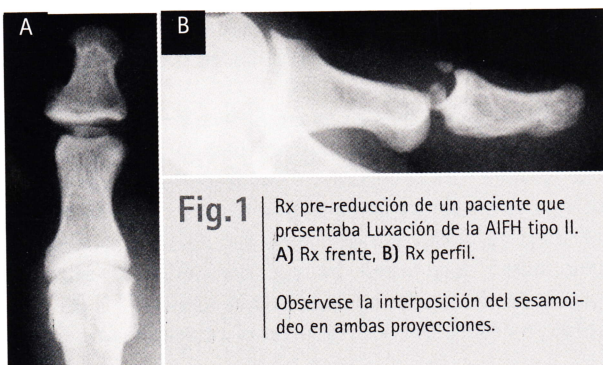 A
B
Fig.1
Rx pre-reducción de un paciente que
presentaba Luxación de la AIFH tipo II.
A) Rx frente, B) Rx perfil.
Obsérvese la interposición del sesamoi-
deo en ambas proyecciones.